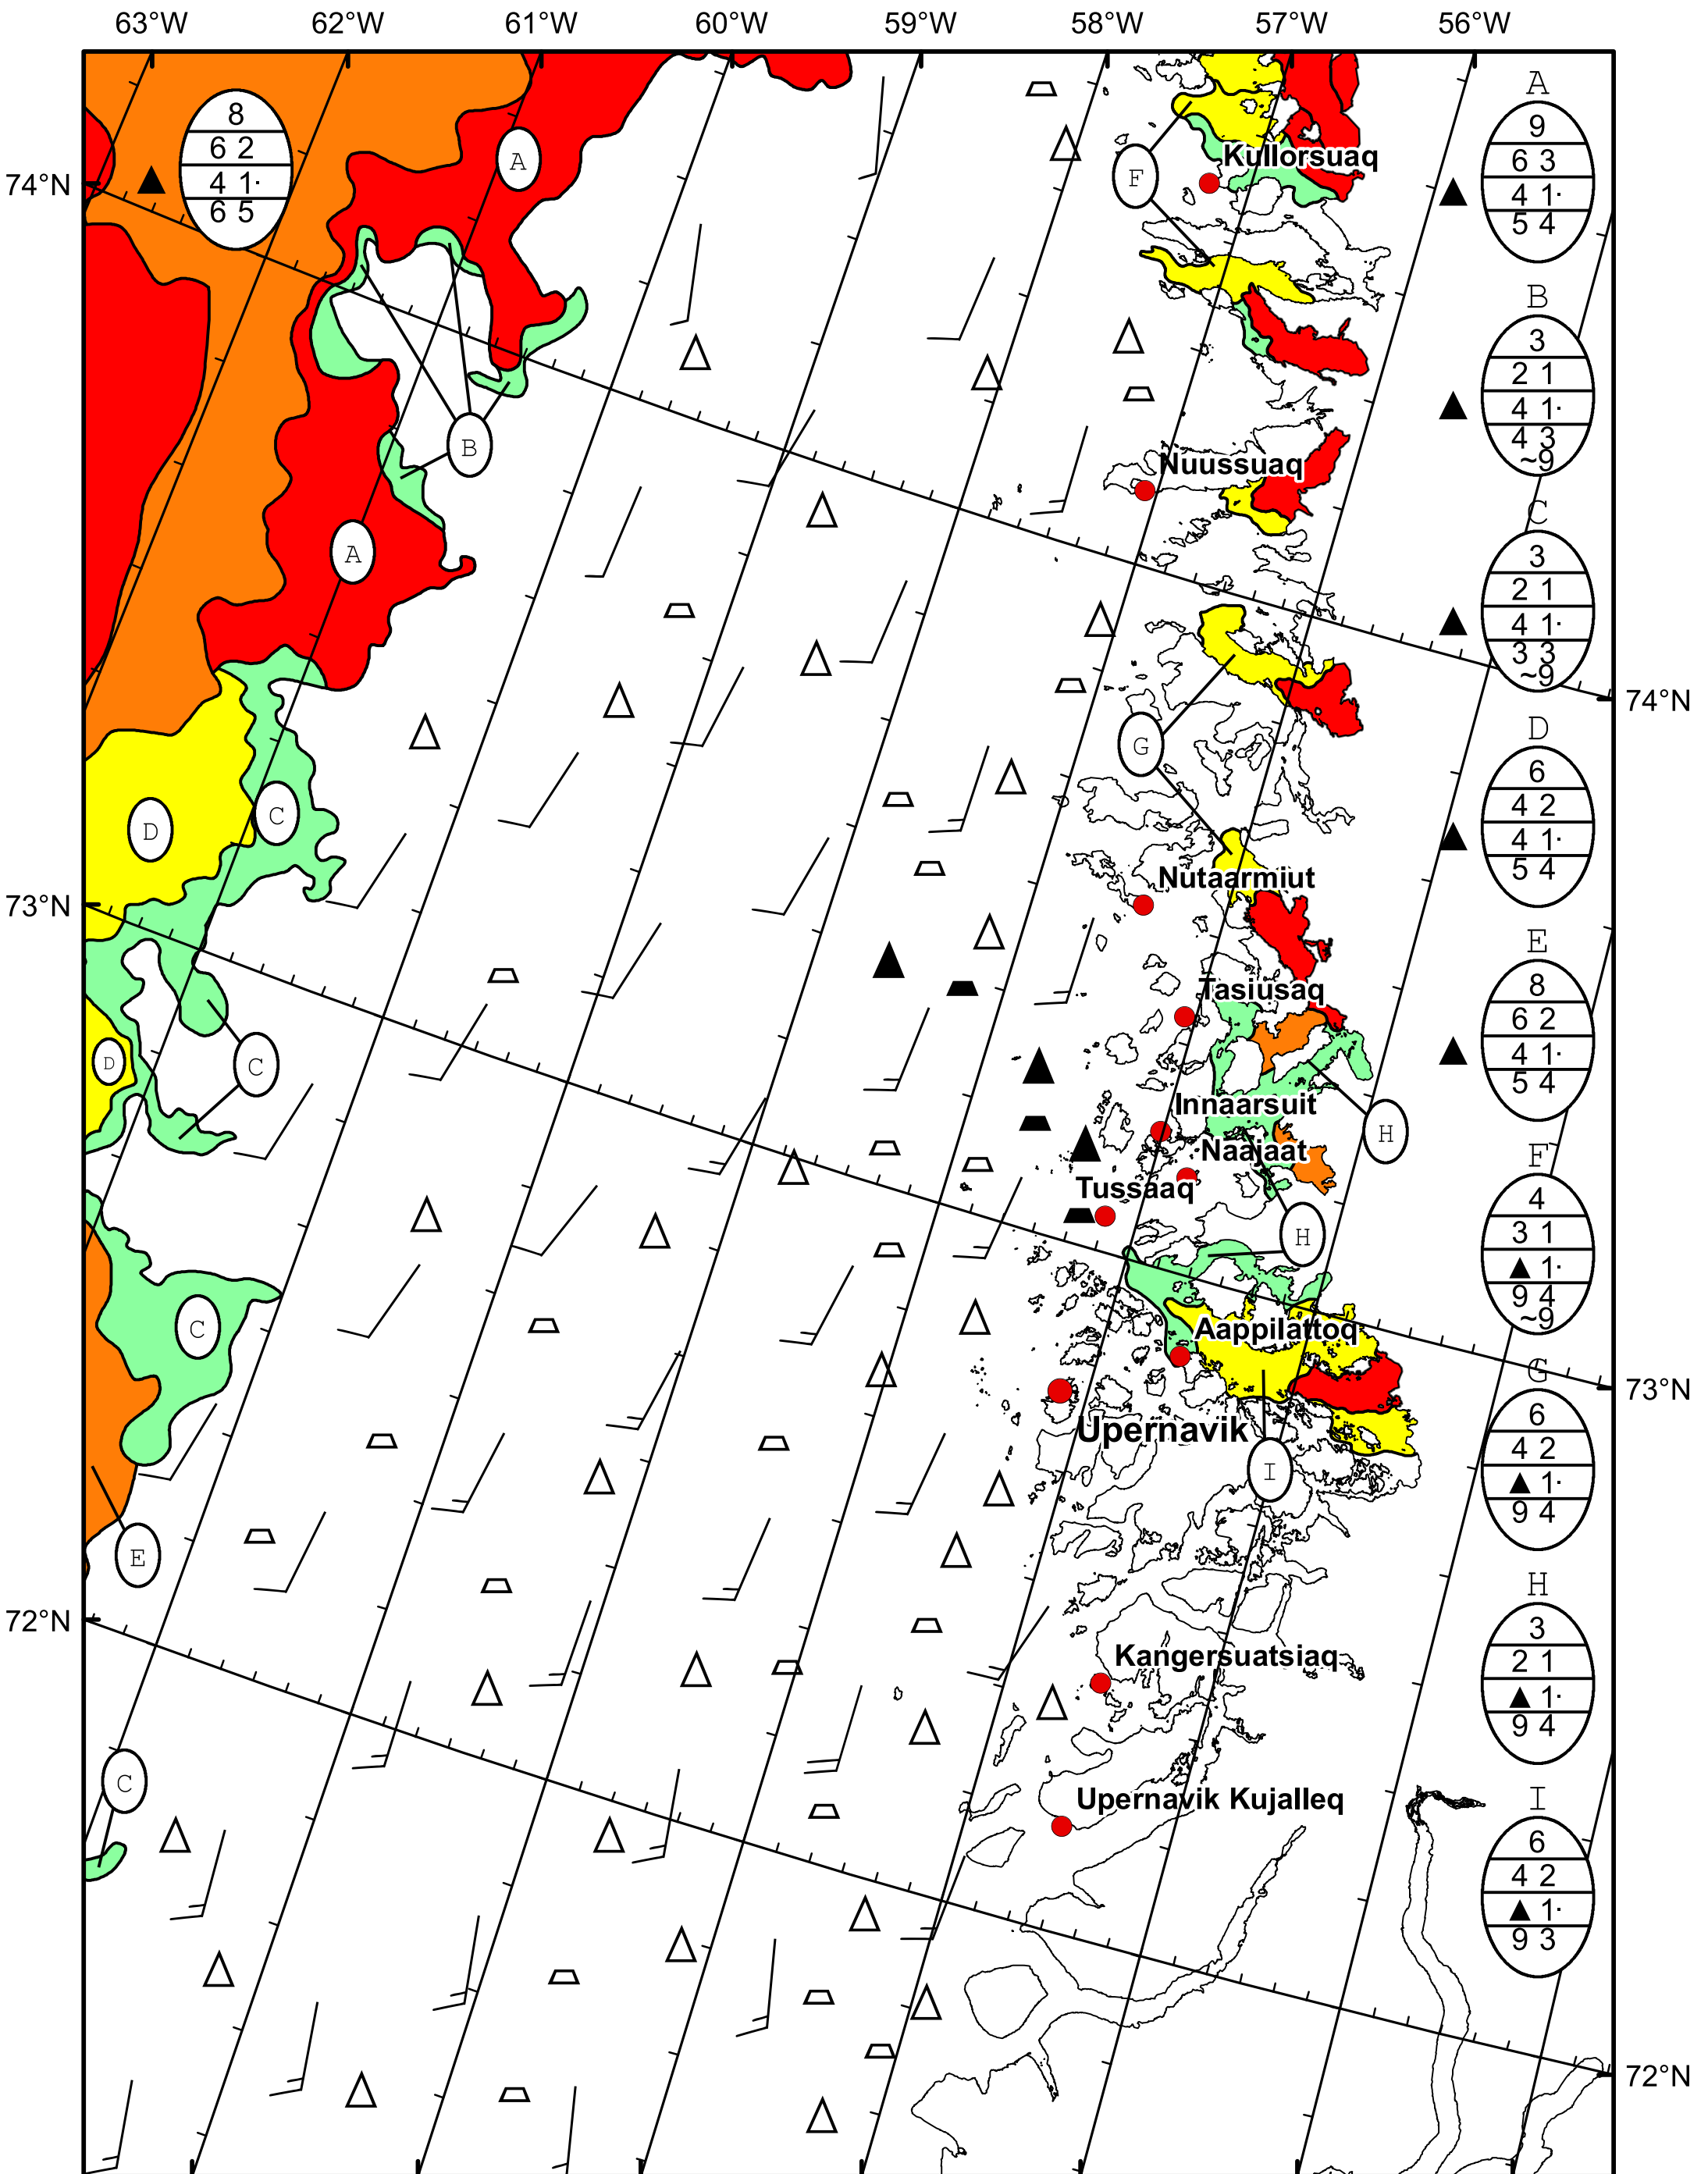 63°W 62°W 61°W 60°W 59°W 58°W 57°W 56°W
74°N
8
6 2
4 1·
6 5
A
F
Kullorsuaq
A
9
6 3
4 1·
5 4
B
3
2 1
4 1·
4 3
~9
B
Nuussuaq
A
C
3
2 1
4 1·
3 3
~9
74°N
G
D
6
4 2
4 1·
5 4
D
C
Nutaarmiut
73°N
E
8
6 2
4 1·
5 4
Tasiusaq
D
C
Innaarsuit
H
Naajaat
Tussaaq
F
4
3 1
▲ 1·
9 4
~9
H
C
Aappilattoq
73°N
G
6
4 2
▲ 1·
9 4
Upernavik
I
E
72°N
H
3
2 1
▲ 1·
9 4
Kangersuatsiaq
C
Upernavik Kujalleq
I
6
4 2
▲ 1·
9 3
72°N